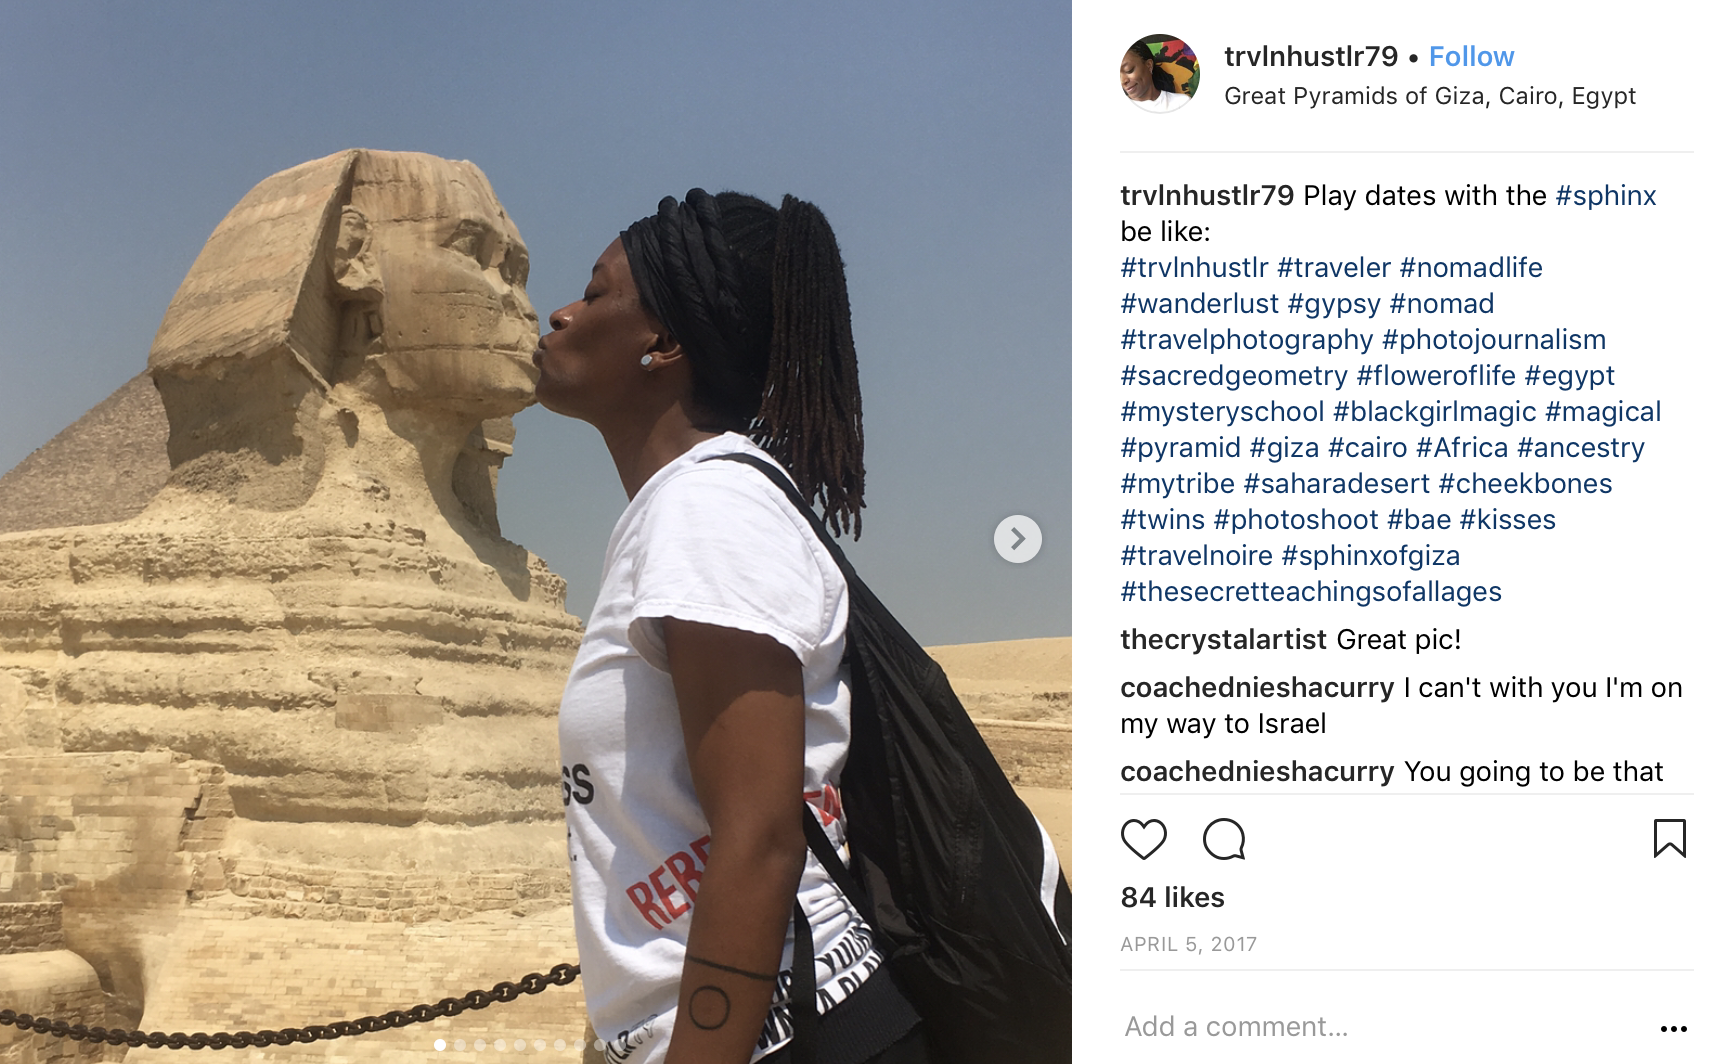 trvlnhustlr79 • Follow
Great Pyramids of Giza, Cairo, Egypt
trvlnhustlr79 Play dates with the #sphinx
be like:
#trvlnhustlr #traveler #nomadlife
#wanderlust #gypsy #nomad
#travelphotography #photojournalism
#sacredgeometry #floweroflife #egypt
#mysteryschool #blackgirlmagic #magical
#pyramid #giza #cairo #Africa #ancestry
#mytribe #saharadesert #cheekbones
#twins #photoshoot #bae #kisses
#travelnoire #sphinxofgiza
#thesecretteachingsofallages
thecrystalartist Great pic!
coachednieshacurry I can't with you I'm on
my way to Israel
coachednieshacurry You going to be that
84 likes
APRIL 5, 2017
Add a comment...